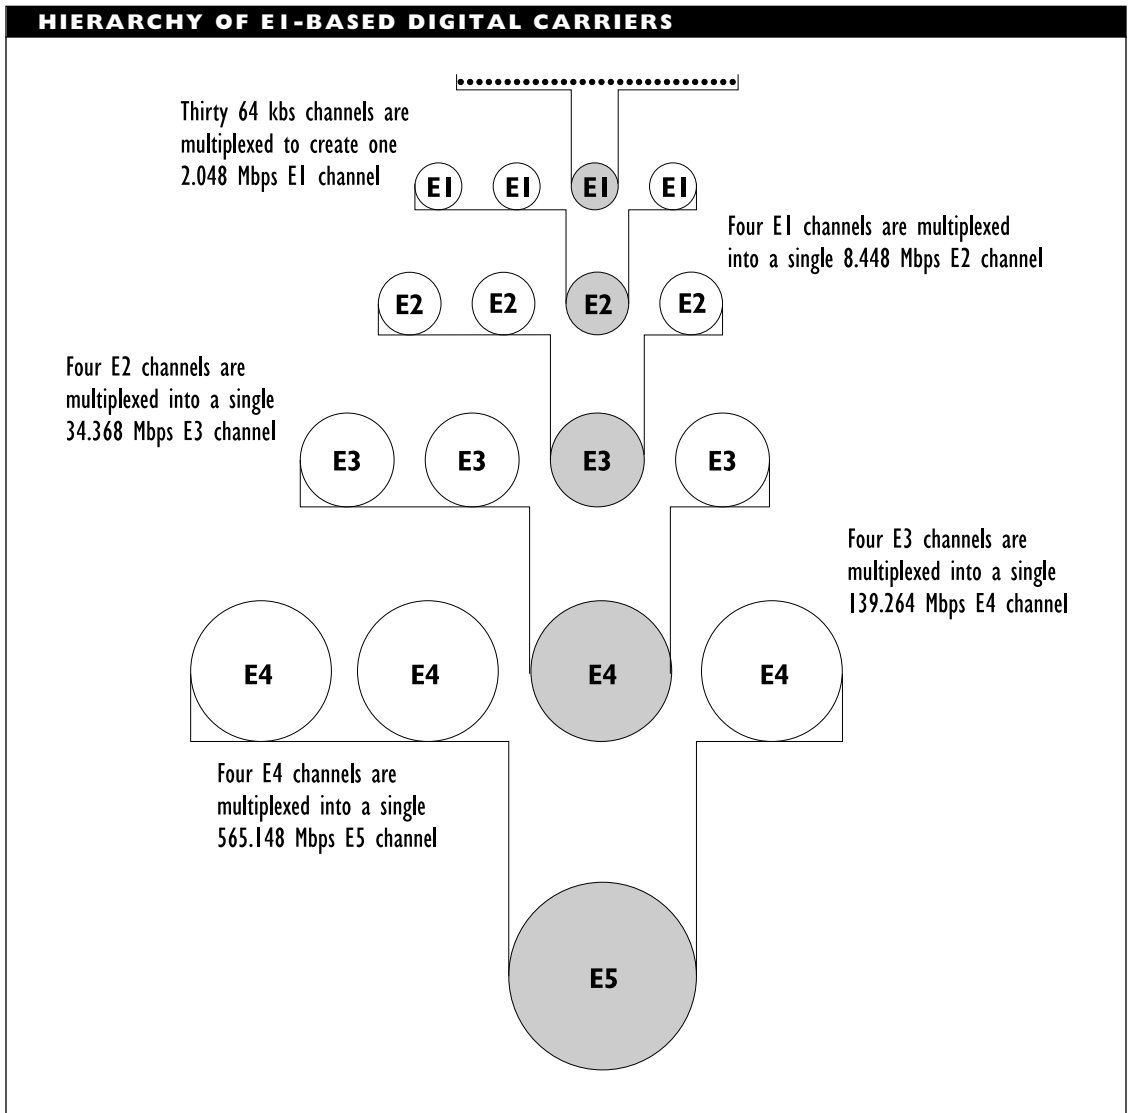 HIERARCHY OF E1-BASED DIGITAL CARRIERS
Thirty 64 kbs channels are
multiplexed to create one
2.048 Mbps E1 channel
E1 E1 E1 E1
Four E1 channels are multiplexed
into a single 8.448 Mbps E2 channel
E2 E2 E2 E2
Four E2 channels are
multiplexed into a single
34.368 Mbps E3 channel
E3 E3 E3 E3
Four E3 channels are
multiplexed into a single
139.264 Mbps E4 channel
E4 E4 E4 E4
Four E4 channels are
multiplexed into a single
565.148 Mbps E5 channel
E5